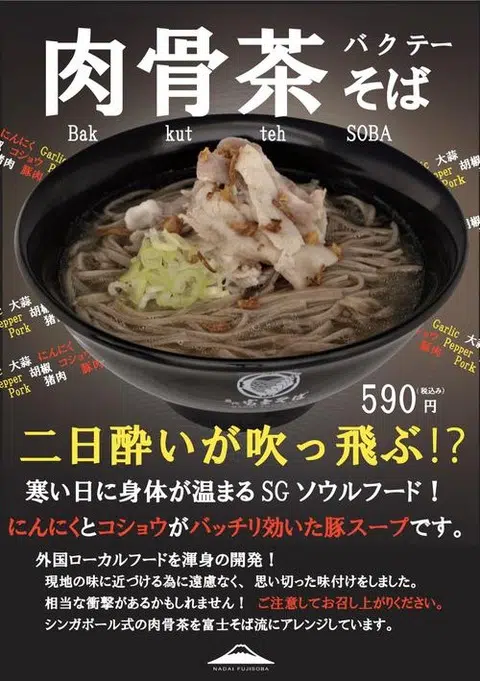 肉骨茶 バクテー
そば
Bak kut teh SOBA
にんにく Garlic 大蒜
コショウ Pepper 胡椒
豚肉 Pork 猪肉
590(税込み)円
二日酔いが吹っ飛ぶ!?
寒い日に身体が温まるSGソウルフード!
にんにくとコショウがバッチリ効いた豚スープです。
外国ローカルフードを渾身の開発!
現地の味に近づける為に遠慮なく、思い切った味付けをしました。
相当な衝撃があるかもしれません! ご注意してお召し上がりください。
シンガポール式の肉骨茶を富士そば流にアレンジしています。
NADAI FUJISOBA